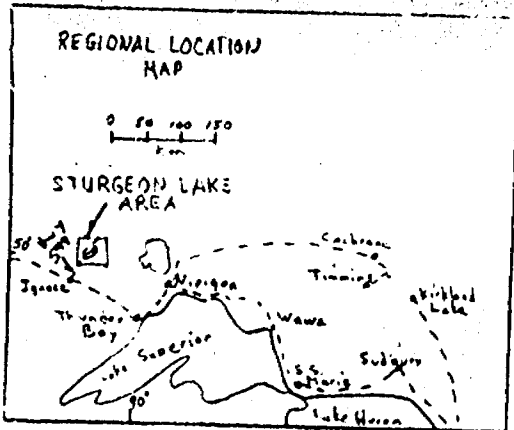 REGIONAL LOCATION
MAP
0 50 100 150
Km
STURGEON LAKE
AREA
50°
Ignace
Thunder
Bay
Nipigon
Cochrane
Timmins
Kirkland
Lake
Wawa
Lake Superior
S.S.
Marie
Sudbury
Lake Huron
90°